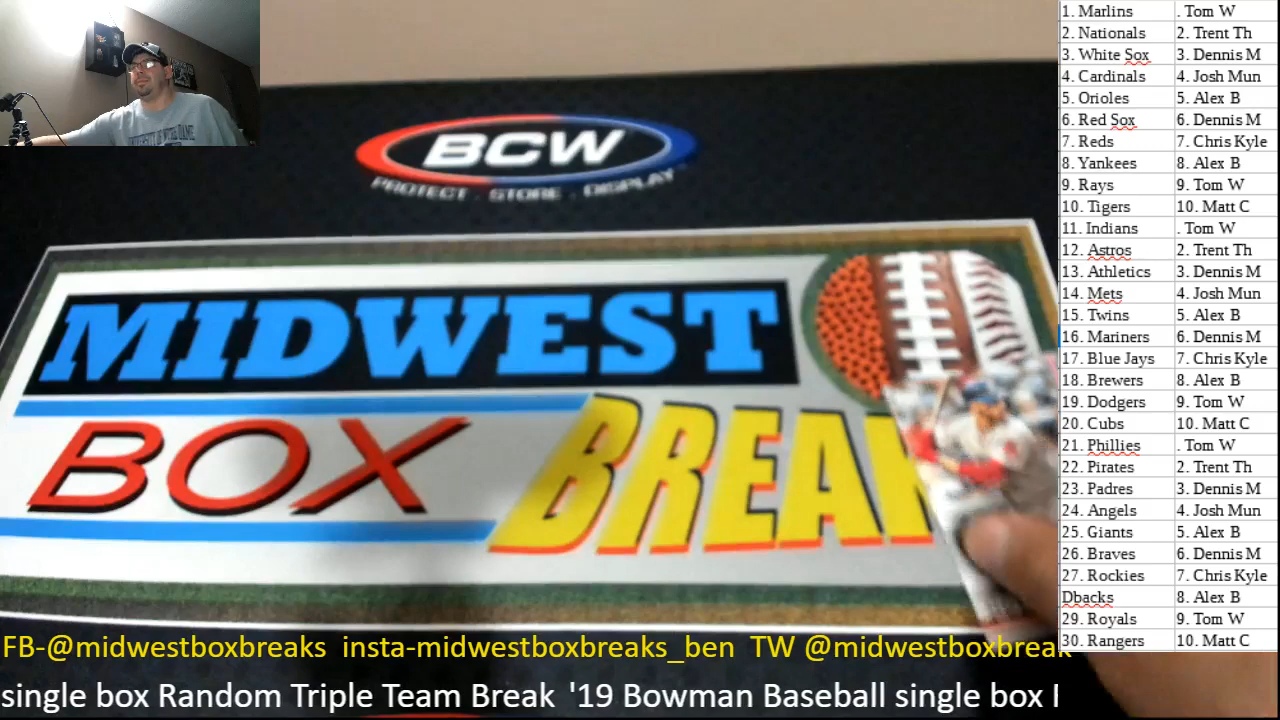 UNIVERSITY OF NOTRE DAME
BCW
PROTECT . STORE . DISPLAY
MIDWEST
BOX
BREAK
1. Marlins . Tom W
2. Nationals 2. Trent Th
3. White Sox 3. Dennis M
4. Cardinals 4. Josh Mun
5. Orioles 5. Alex B
6. Red Sox 6. Dennis M
7. Reds 7. Chris Kyle
8. Yankees 8. Alex B
9. Rays 9. Tom W
10. Tigers 10. Matt C
11. Indians . Tom W
12. Astros 2. Trent Th
13. Athletics 3. Dennis M
14. Mets 4. Josh Mun
15. Twins 5. Alex B
16. Mariners 6. Dennis M
17. Blue Jays 7. Chris Kyle
18. Brewers 8. Alex B
19. Dodgers 9. Tom W
20. Cubs 10. Matt C
21. Phillies . Tom W
22. Pirates 2. Trent Th
23. Padres 3. Dennis M
24. Angels 4. Josh Mun
25. Giants 5. Alex B
26. Braves 6. Dennis M
27. Rockies 7. Chris Kyle
Dbacks 8. Alex B
29. Royals 9. Tom W
30. Rangers 10. Matt C
FB-@midwestboxbreaks insta-midwestboxbreaks_ben TW @midwestboxbreak
single box Random Triple Team Break '19 Bowman Baseball single box